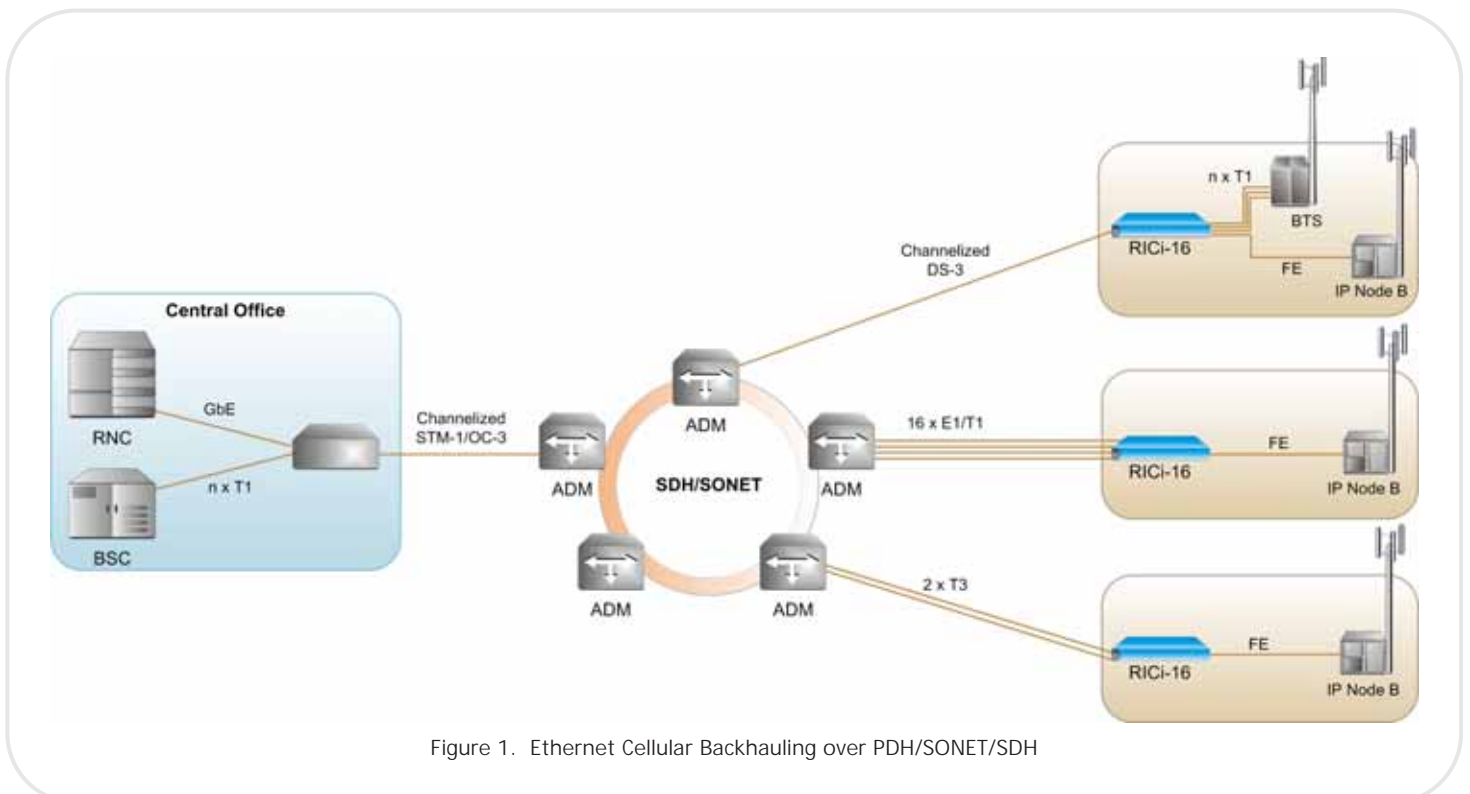 Central Office
RNC
GbE
BSC
n x T1
Channelized
STM-1/OC-3
ADM
ADM
SDH/SONET
ADM
ADM
ADM
Channelized
DS-3
n x T1
BTS
RICi-16
FE
IP Node B
16 x E1/T1
RICi-16
FE
IP Node B
2 x T3
RICi-16
FE
IP Node B
Figure 1. Ethernet Cellular Backhauling over PDH/SONET/SDH